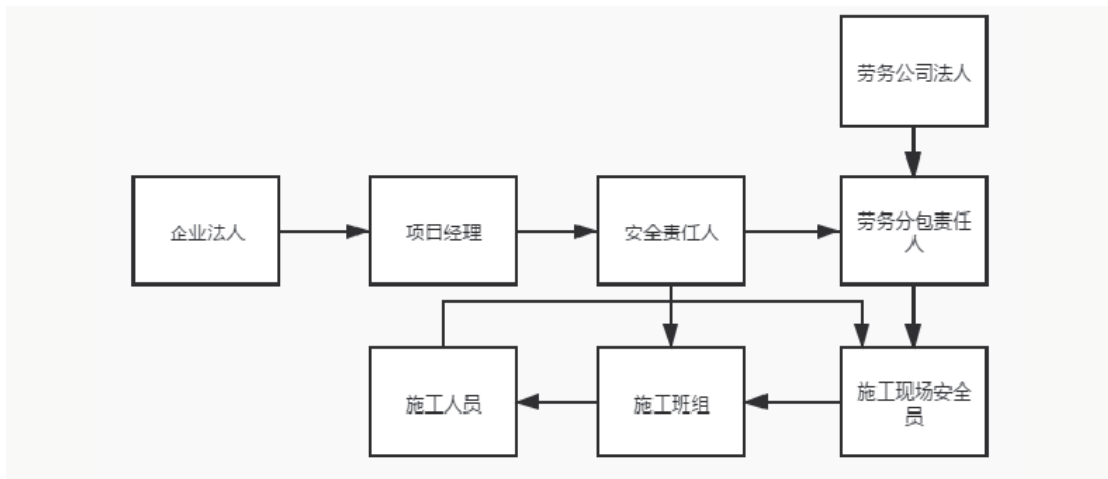 劳务公司法人
企业法人
项目经理
安全责任人
劳务分包责任
人
施工人员
施工班组
施工现场安全
员